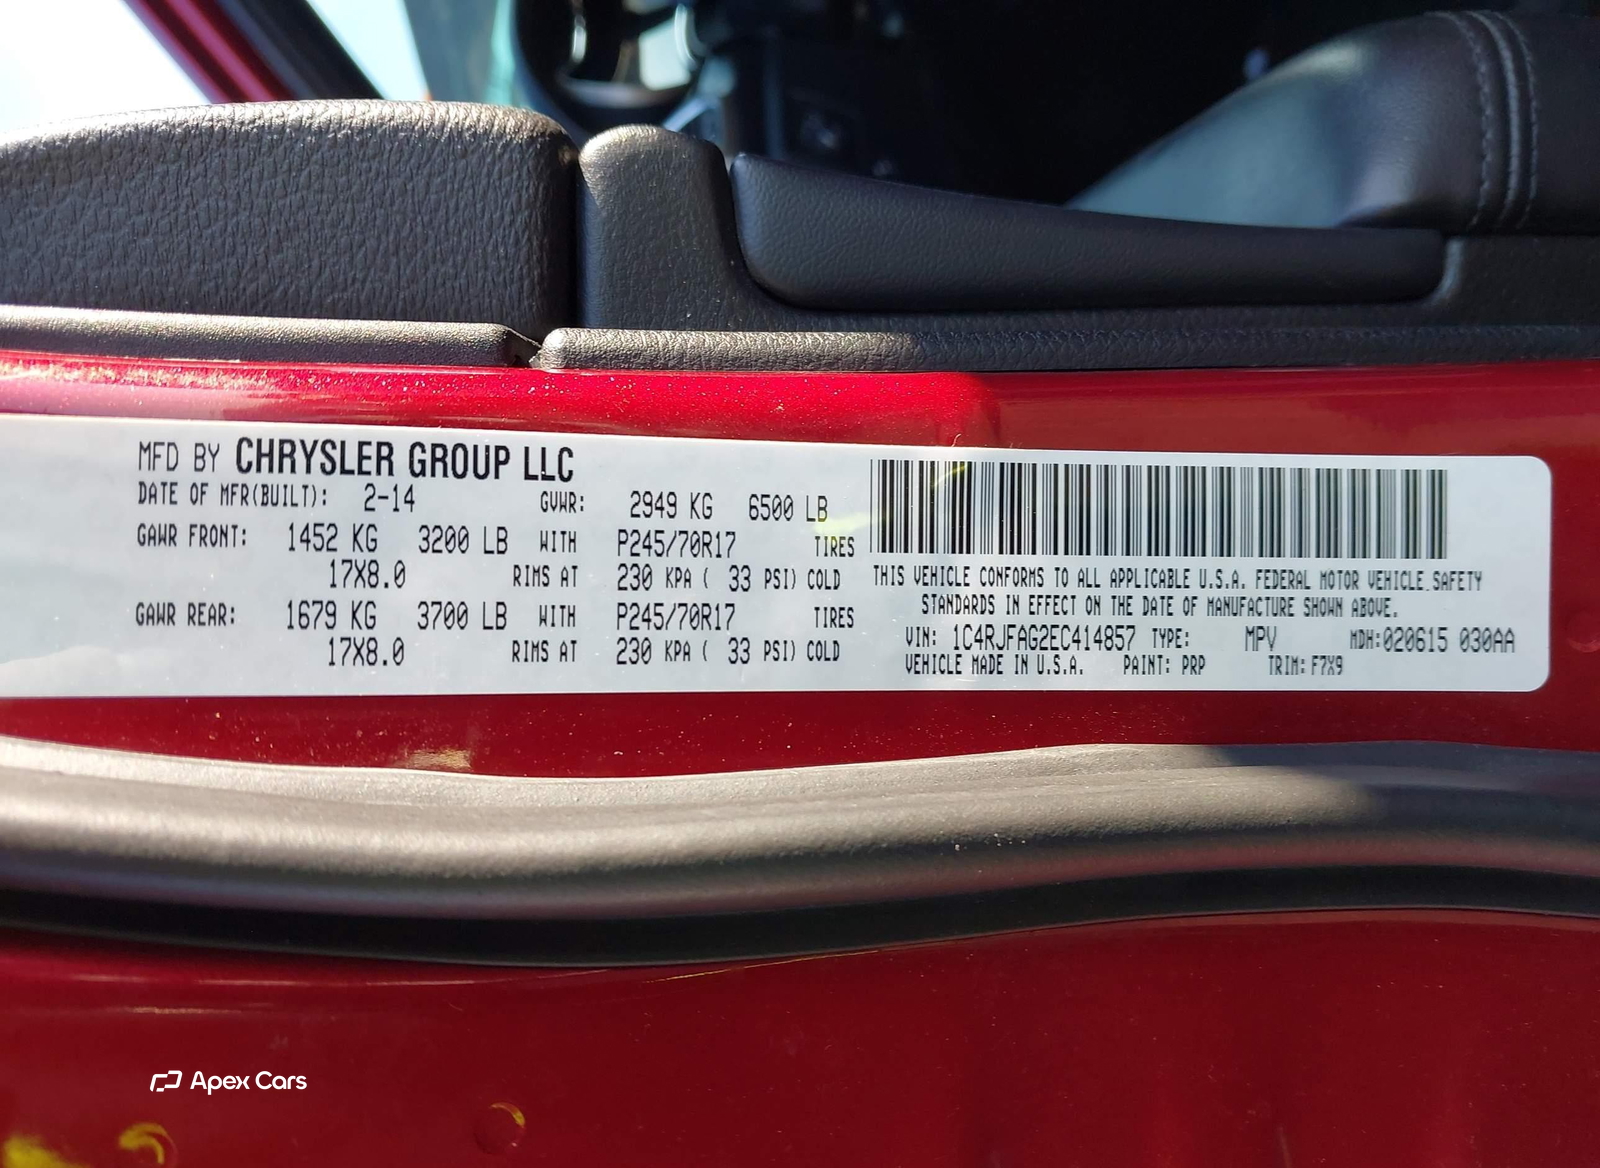 MFD BY CHRYSLER GROUP LLC
DATE OF MFR(BUILT): 2-14 GVWR: 2949 KG 6500 LB
GAWR FRONT: 1452 KG 3200 LB WITH P245/70R17 TIRES
17X8.0 RIMS AT 230 KPA ( 33 PSI) COLD
GAWR REAR: 1679 KG 3700 LB WITH P245/70R17 TIRES
17X8.0 RIMS AT 230 KPA ( 33 PSI) COLD
THIS VEHICLE CONFORMS TO ALL APPLICABLE U.S.A. FEDERAL MOTOR VEHICLE SAFETY
STANDARDS IN EFFECT ON THE DATE OF MANUFACTURE SHOWN ABOVE.
VIN: 1C4RJFAG2EC414857 TYPE: MPV MDH:020615 030AA
VEHICLE MADE IN U.S.A. PAINT: PRP TRIM: F7X9
Apex Cars